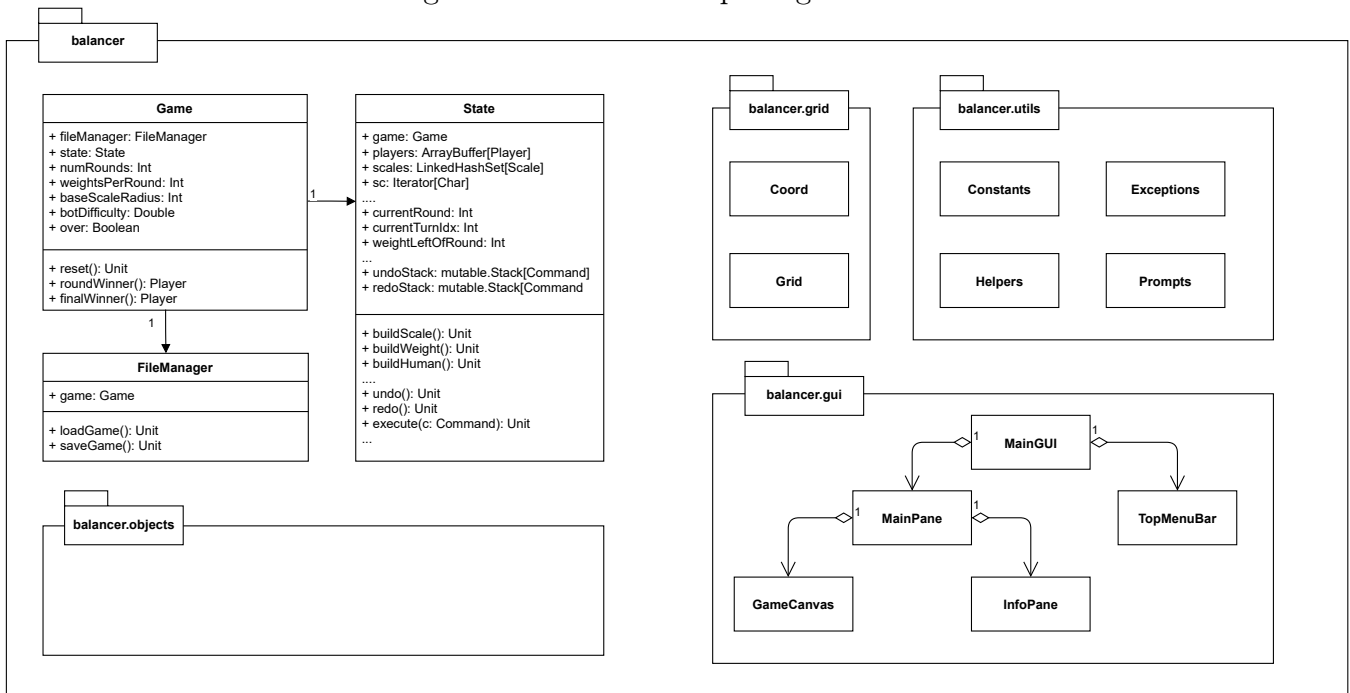 balancer
Game
+ fileManager: FileManager
+ state: State
+ numRounds: Int
+ weightsPerRound: Int
+ baseScaleRadius: Int
+ botDifficulty: Double
+ over: Boolean
+ reset(): Unit
+ roundWinner(): Player
+ finalWinner(): Player
1
1
State
+ game: Game
+ players: ArrayBuffer[Player]
+ scales: LinkedHashSet[Scale]
+ sc: Iterator[Char]
....
+ currentRound: Int
+ currentTurnIdx: Int
+ weightLeftOfRound: Int
...
+ undoStack: mutable.Stack[Command]
+ redoStack: mutable.Stack[Command
+ buildScale(): Unit
+ buildWeight(): Unit
+ buildHuman(): Unit
....
+ undo(): Unit
+ redo(): Unit
+ execute(c: Command): Unit
...
FileManager
+ game: Game
+ loadGame(): Unit
+ saveGame(): Unit
balancer.objects
balancer.grid
Coord
Grid
balancer.utils
Constants
Exceptions
Helpers
Prompts
balancer.gui
MainGUI
1
1
MainPane
1
1
TopMenuBar
GameCanvas
InfoPane